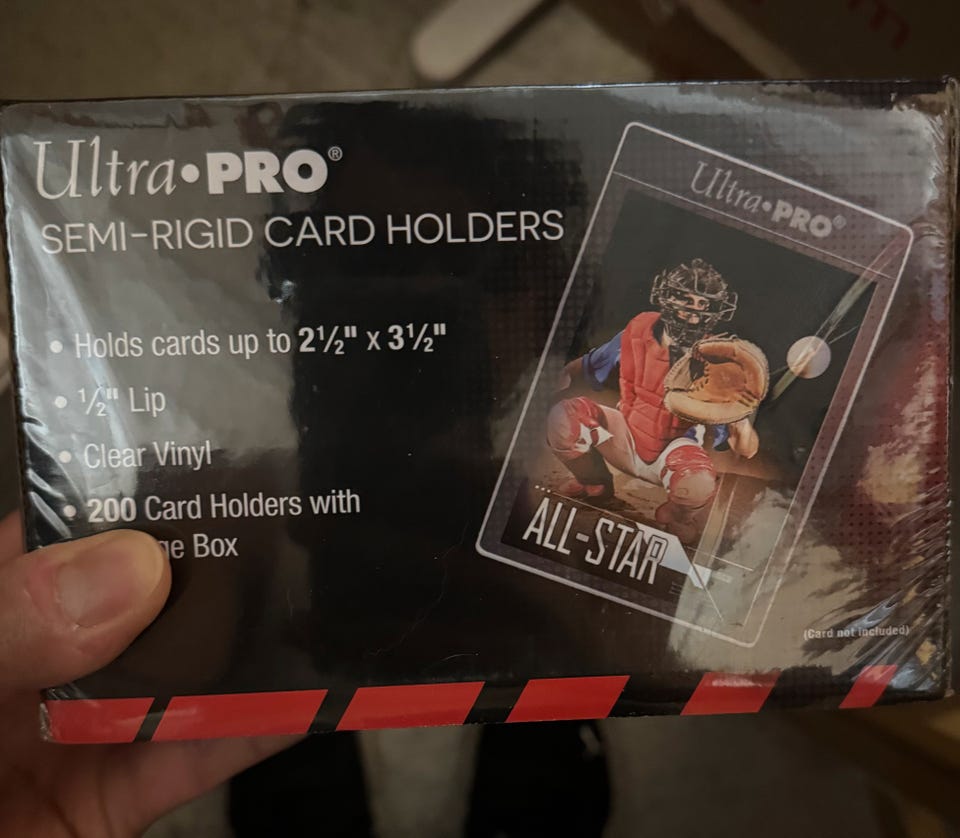 Ultra•PRO®
SEMI-RIGID CARD HOLDERS
• Holds cards up to 2½" x 3½"
• ½" Lip
• Clear Vinyl
• 200 Card Holders with
ge Box
Ultra•PRO®
ALL-STAR
(Card not included)